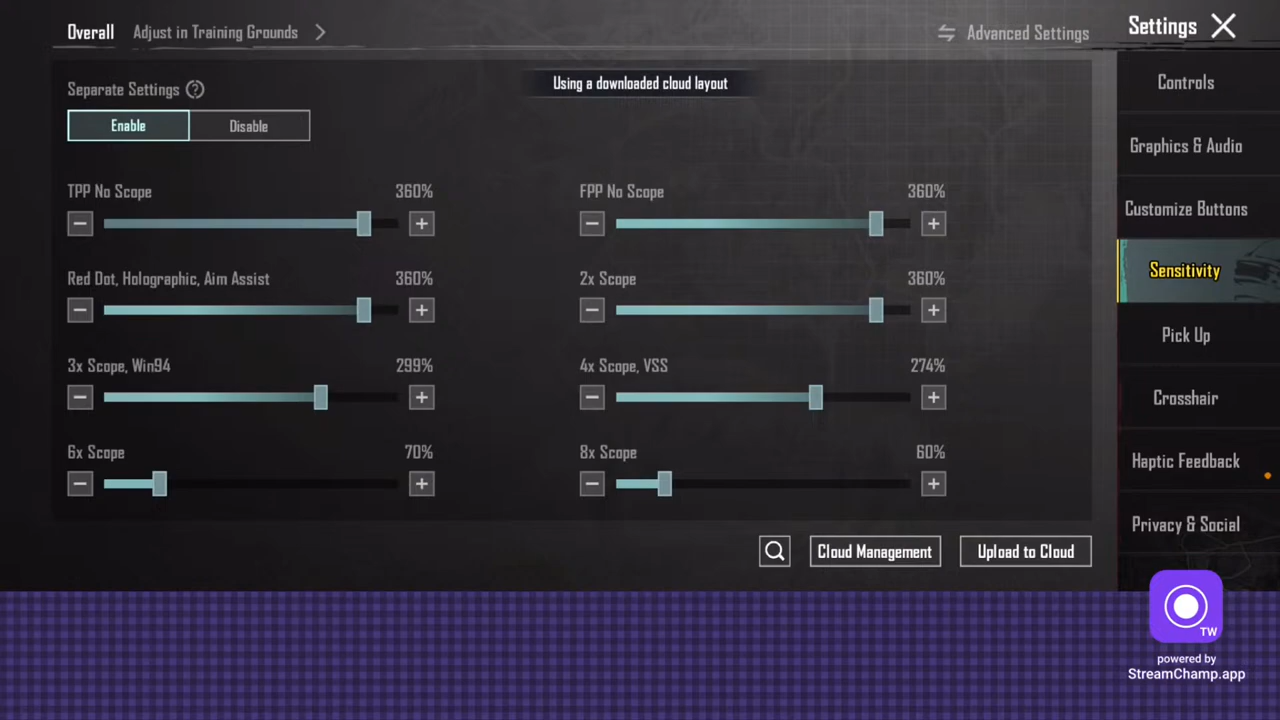 Overall
Adjust in Training Grounds
Advanced Settings
Settings
Separate Settings
Using a downloaded cloud layout
Enable
Disable
TPP No Scope
360%
FPP No Scope
360%
Red Dot, Holographic, Aim Assist
360%
2x Scope
360%
3x Scope, Win94
299%
4x Scope, VSS
274%
6x Scope
70%
8x Scope
60%
Cloud Management
Upload to Cloud
Controls
Graphics & Audio
Customize Buttons
Sensitivity
Pick Up
Crosshair
Haptic Feedback
Privacy & Social
TW
powered by
StreamChamp.app